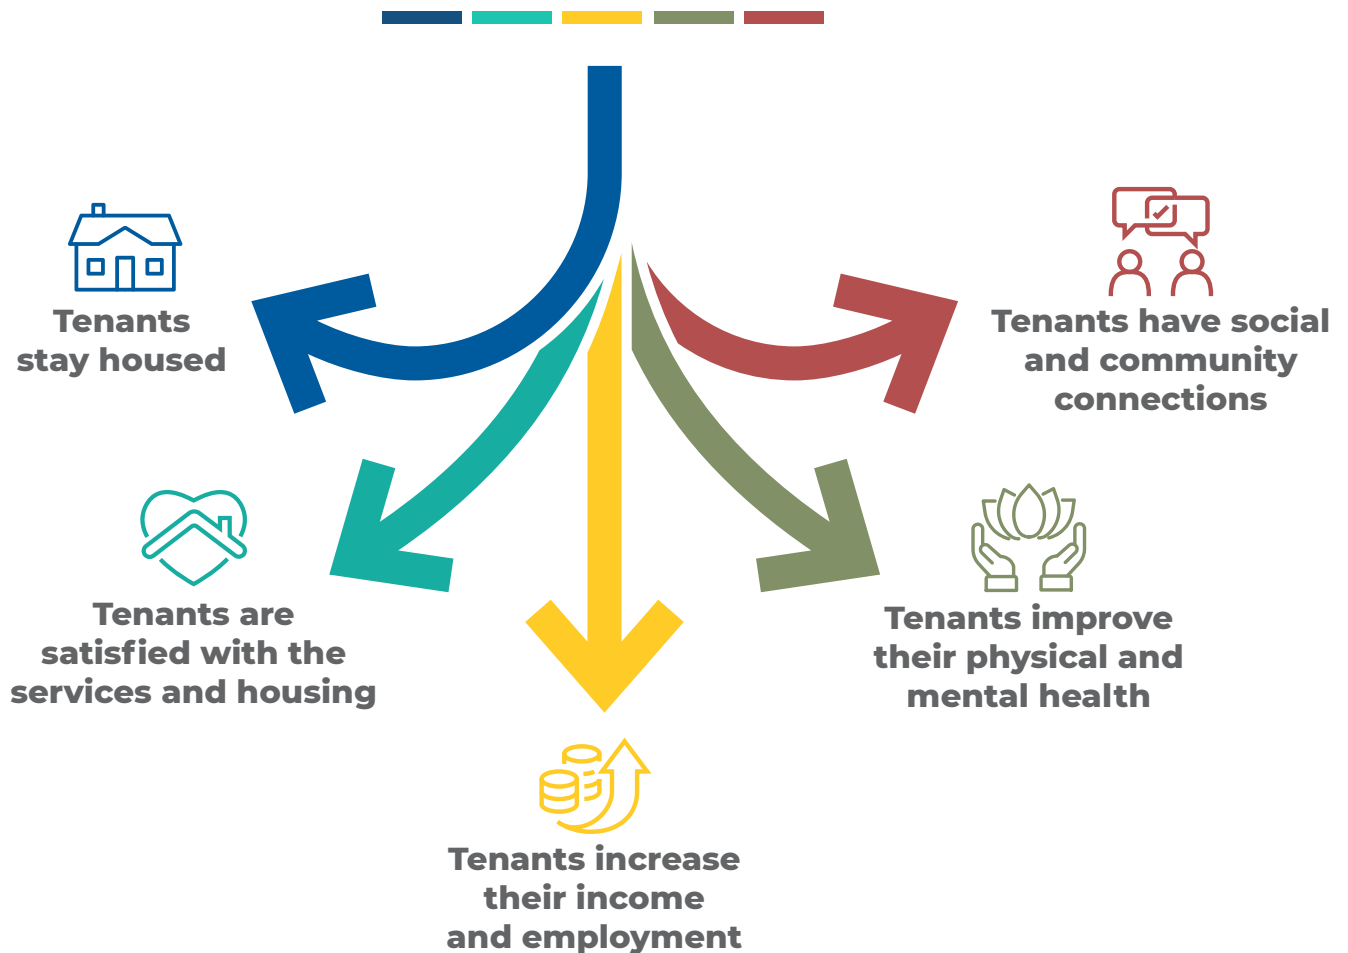 Tenants
stay housed
Tenants have social
and community
connections
Tenants are
satisfied with the
services and housing
Tenants improve
their physical and
mental health
Tenants increase
their income
and employment